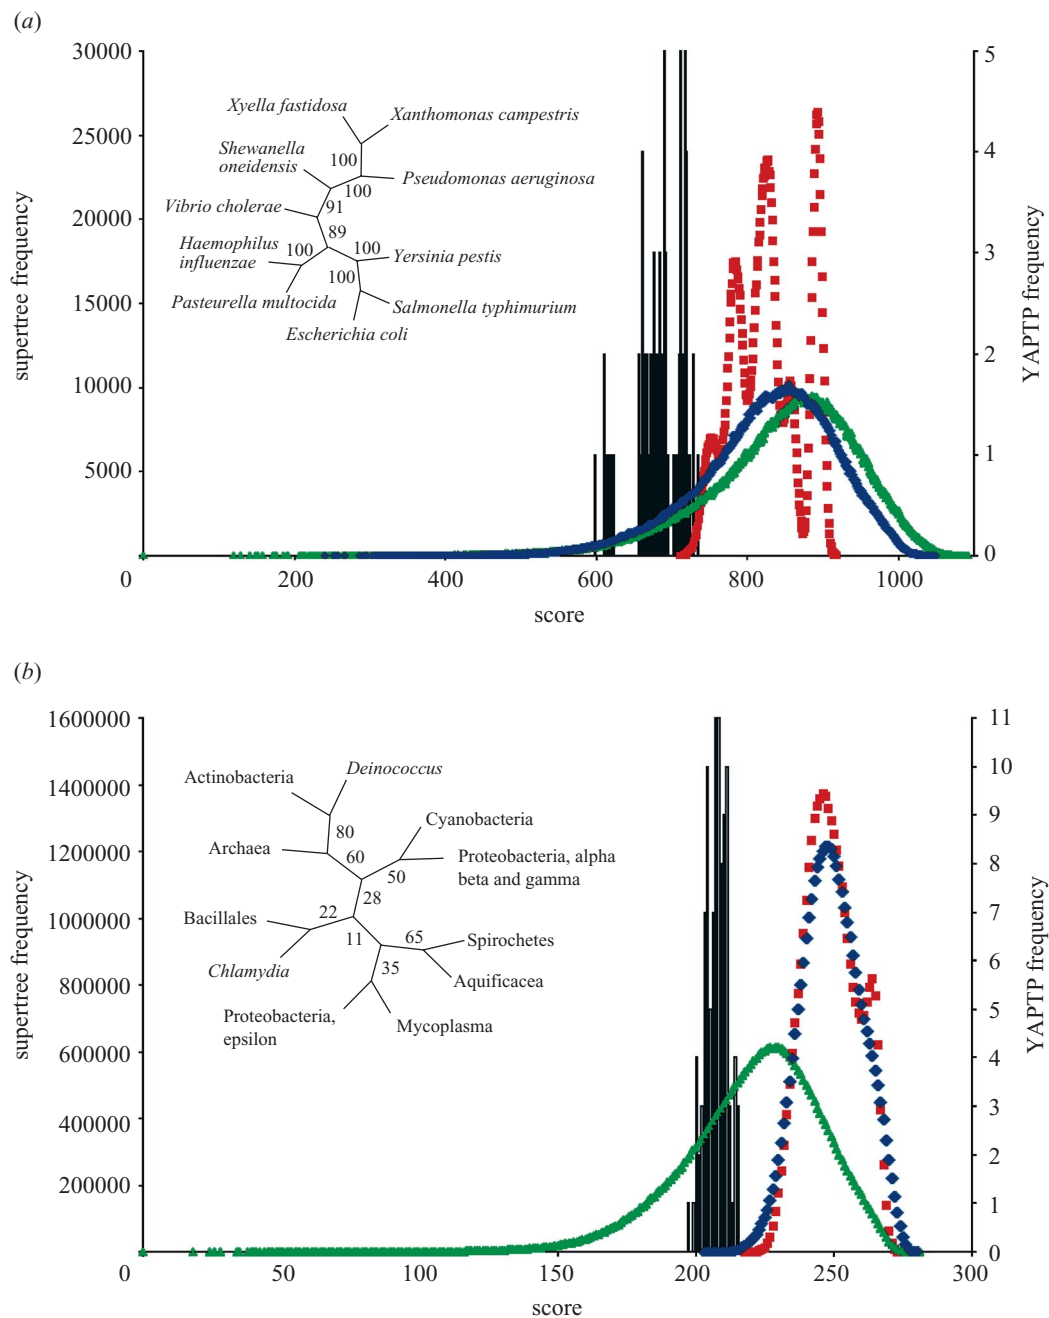 (a)
30000
25000
20000
15000
10000
5000
supertree frequency
5
4
3
2
1
0
YAPTP frequency
Xyella fastidosa
Xanthomonas campestris
Shewanella
oneidensis
100
Pseudomonas aeruginosa
100
Vibrio cholerae
91
89
Haemophilus
influenzae
100
100
Yersinia pestis
100
Pasteurella multocida
Salmonella typhimurium
Escherichia coli
0
200
400
600
800
1000
score
(b)
1600000
1400000
1200000
1000000
800000
600000
400000
200000
supertree frequency
11
10
9
8
7
6
5
4
3
2
1
0
YAPTP frequency
Actinobacteria
Deinococcus
80
Cyanobacteria
Archaea
60
Proteobacteria, alpha
beta and gamma
50
28
Bacillales
22
11
65
Spirochetes
Chlamydia
35
Aquificacea
Proteobacteria,
epsilon
Mycoplasma
0
50
100
150
200
250
300
score